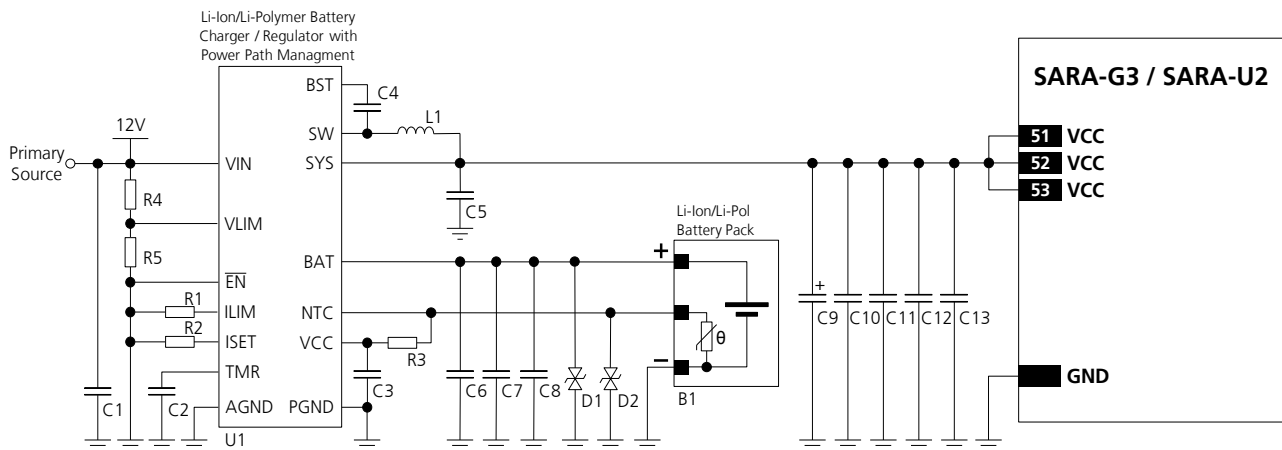 Li-Ion/Li-Polymer Battery
Charger / Regulator with
Power Path Managment
SARA-G3 / SARA-U2
BST
C4
SW
L1
12V
Primary
Source
VIN
SYS
51 VCC
52 VCC
53 VCC
R4
VLIM
C5
Li-Ion/Li-Pol
Battery Pack
R5
+
BAT
EN
R1
ILIM
NTC
+
C9
C10
C11
C12
C13
R2
ISET
VCC
R3
θ
–
TMR
GND
C1
C2
AGND
C3
PGND
C6
C7
C8
D1
D2
B1
U1